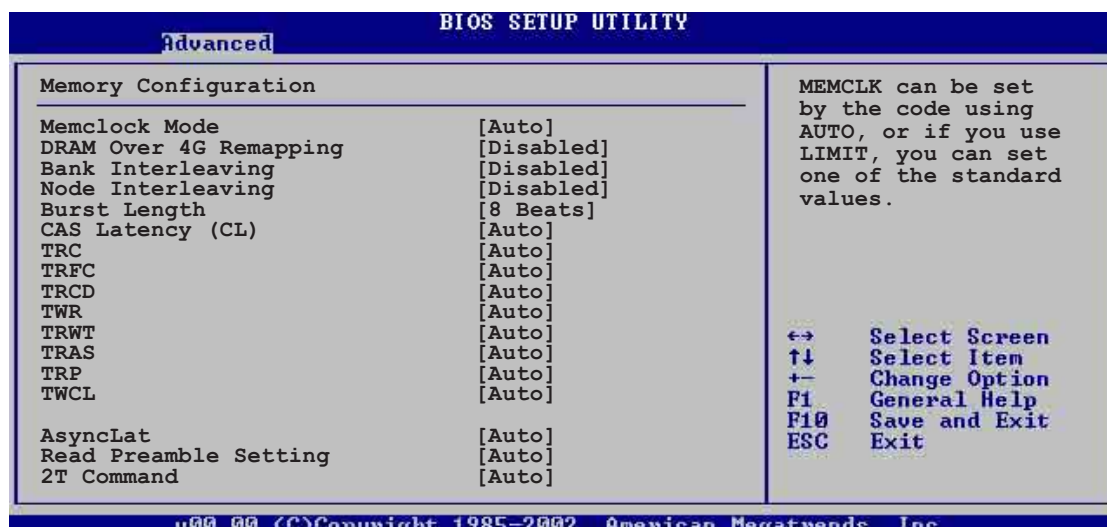 BIOS SETUP UTILITY
Advanced
Memory Configuration
Memclock Mode [Auto]
DRAM Over 4G Remapping [Disabled]
Bank Interleaving [Disabled]
Node Interleaving [Disabled]
Burst Length [8 Beats]
CAS Latency (CL) [Auto]
TRC [Auto]
TRFC [Auto]
TRCD [Auto]
TWR [Auto]
TRWT [Auto]
TRAS [Auto]
TRP [Auto]
TWCL [Auto]
AsyncLat [Auto]
Read Preamble Setting [Auto]
2T Command [Auto]
MEMCLK can be set
by the code using
AUTO, or if you use
LIMIT, you can set
one of the standard
values.
←→ Select Screen
↑↓ Select Item
+- Change Option
F1 General Help
F10 Save and Exit
ESC Exit
v00.00 (C)Copyright 1985-2002, American Megatrends, Inc.